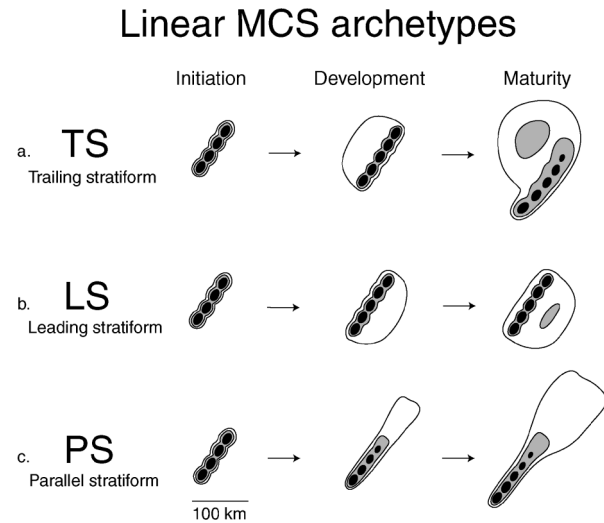 Linear MCS archetypes
Initiation Development Maturity
a. TS
Trailing stratiform
b. LS
Leading stratiform
c. PS
Parallel stratiform
100 km